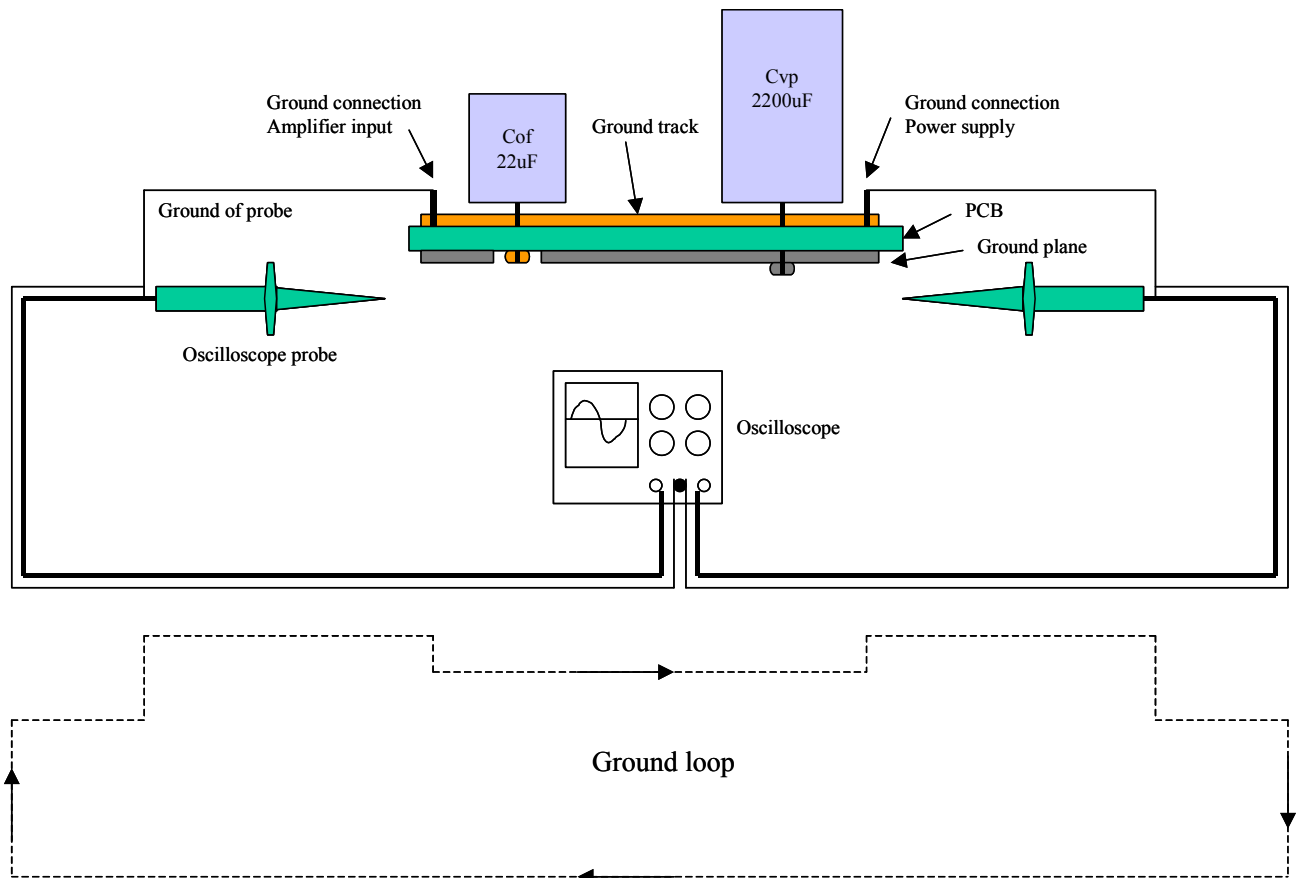 Cvp
2200uF
Ground connection
Amplifier input
Cof
22uF
Ground track
Ground connection
Power supply
Ground of probe
PCB
Ground plane
Oscilloscope probe
Oscilloscope
Ground loop